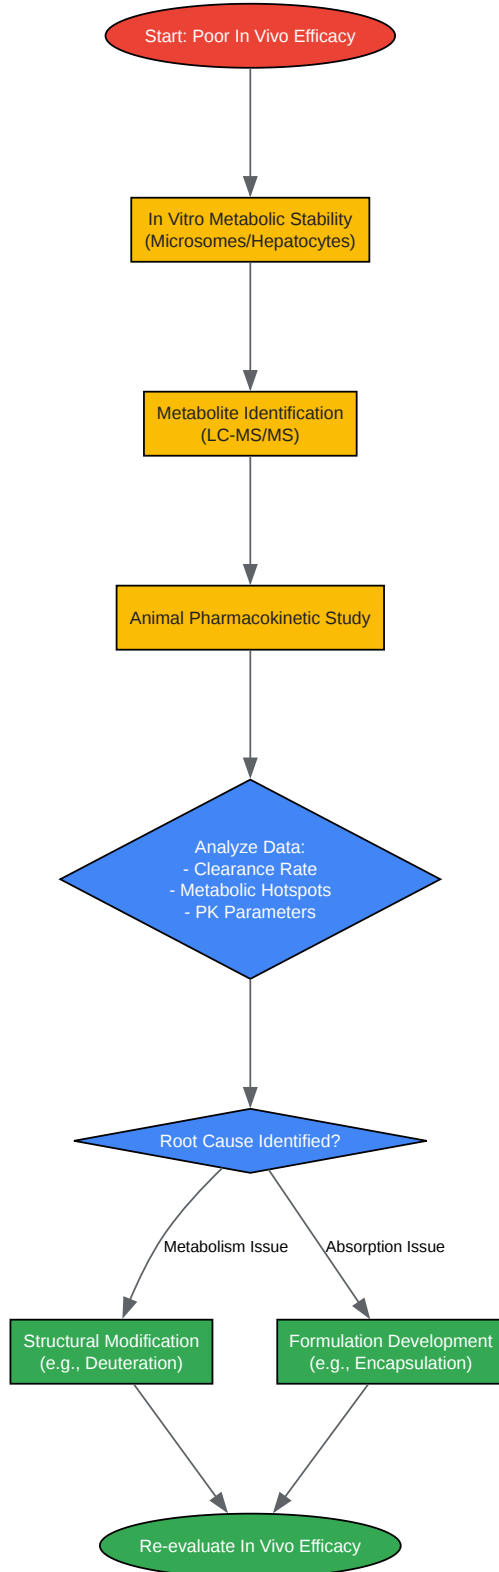 Start: Poor In Vivo Efficacy
In Vitro Metabolic Stability
(Microsomes/Hepatocytes)
Metabolite Identification
(LC-MS/MS)
Animal Pharmacokinetic Study
Analyze Data:
- Clearance Rate
- Metabolic Hotspots
- PK Parameters
Root Cause Identified?
Metabolism Issue
Absorption Issue
Structural Modification
(e.g., Deuteration)
Formulation Development
(e.g., Encapsulation)
Re-evaluate In Vivo Efficacy